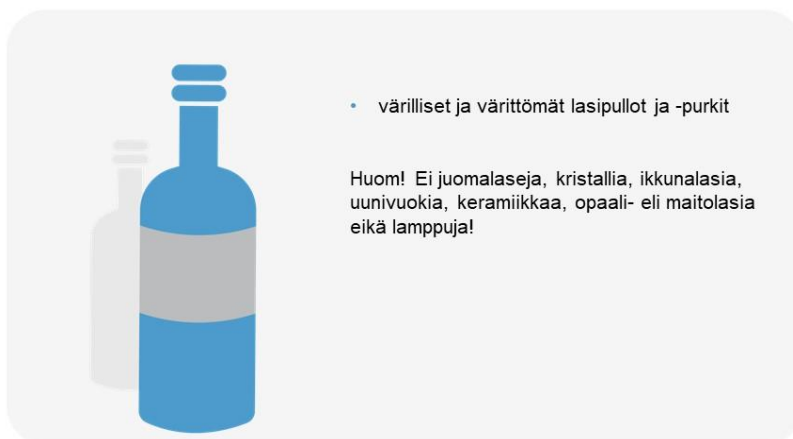 • värilliset ja värittömät lasipullot ja -purkit
Huom! Ei juomalaseja, kristallia, ikkunalasia,
uunivuokia, keramiikkaa, opaali- eli maitolasia
eikä lamppuja!